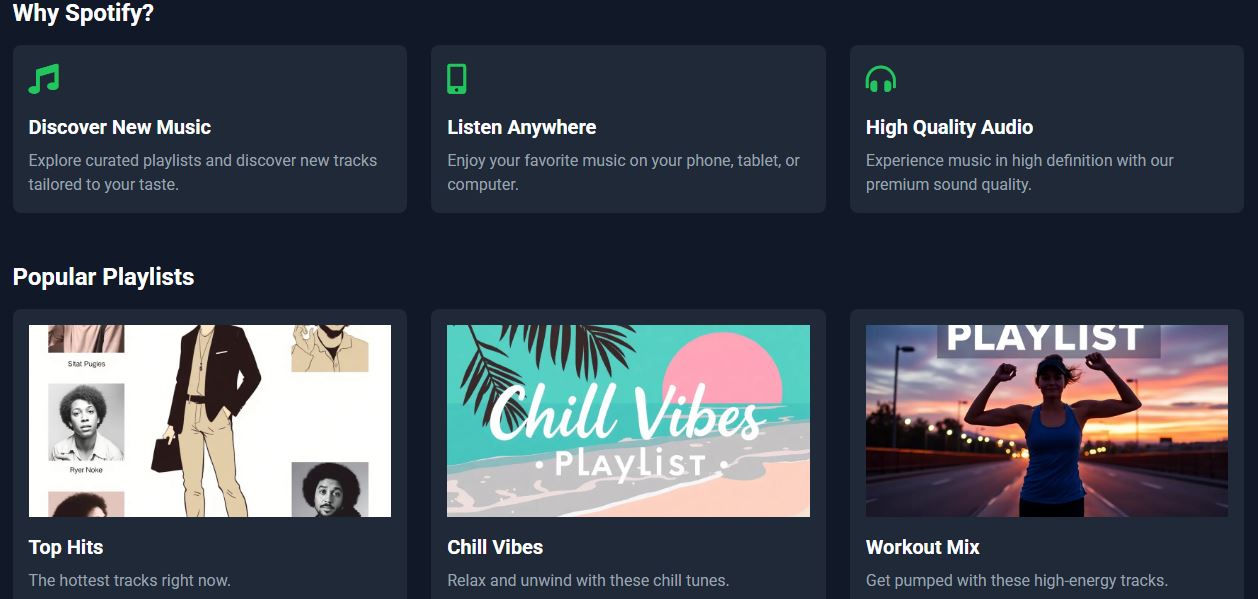 Why Spotify?
Discover New Music
Explore curated playlists and discover new tracks
tailored to your taste.
Listen Anywhere
Enjoy your favorite music on your phone, tablet, or
computer.
High Quality Audio
Experience music in high definition with our
premium sound quality.
Popular Playlists
Sltat Pugies
Ryer Noke
Top Hits
The hottest tracks right now.
Chill Vibes
• PLAYLIST •
Chill Vibes
Relax and unwind with these chill tunes.
PLAYLIST
Workout Mix
Get pumped with these high-energy tracks.